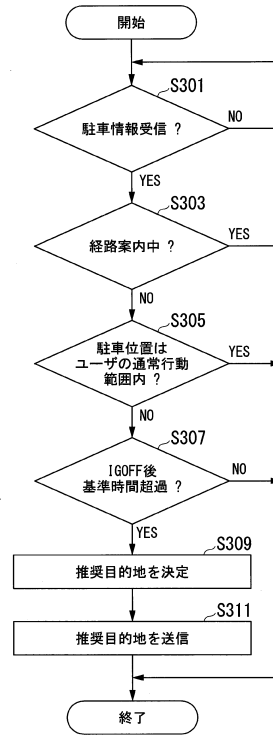 開始
S301
駐車情報受信 ?
NO
YES
S303
経路案内中 ?
YES
NO
S305
駐車位置は
ユーザの通常行動
範囲内 ?
YES
NO
S307
IGOFF後
基準時間超過 ?
NO
YES
S309
推奨目的地を決定
S311
推奨目的地を送信
終了